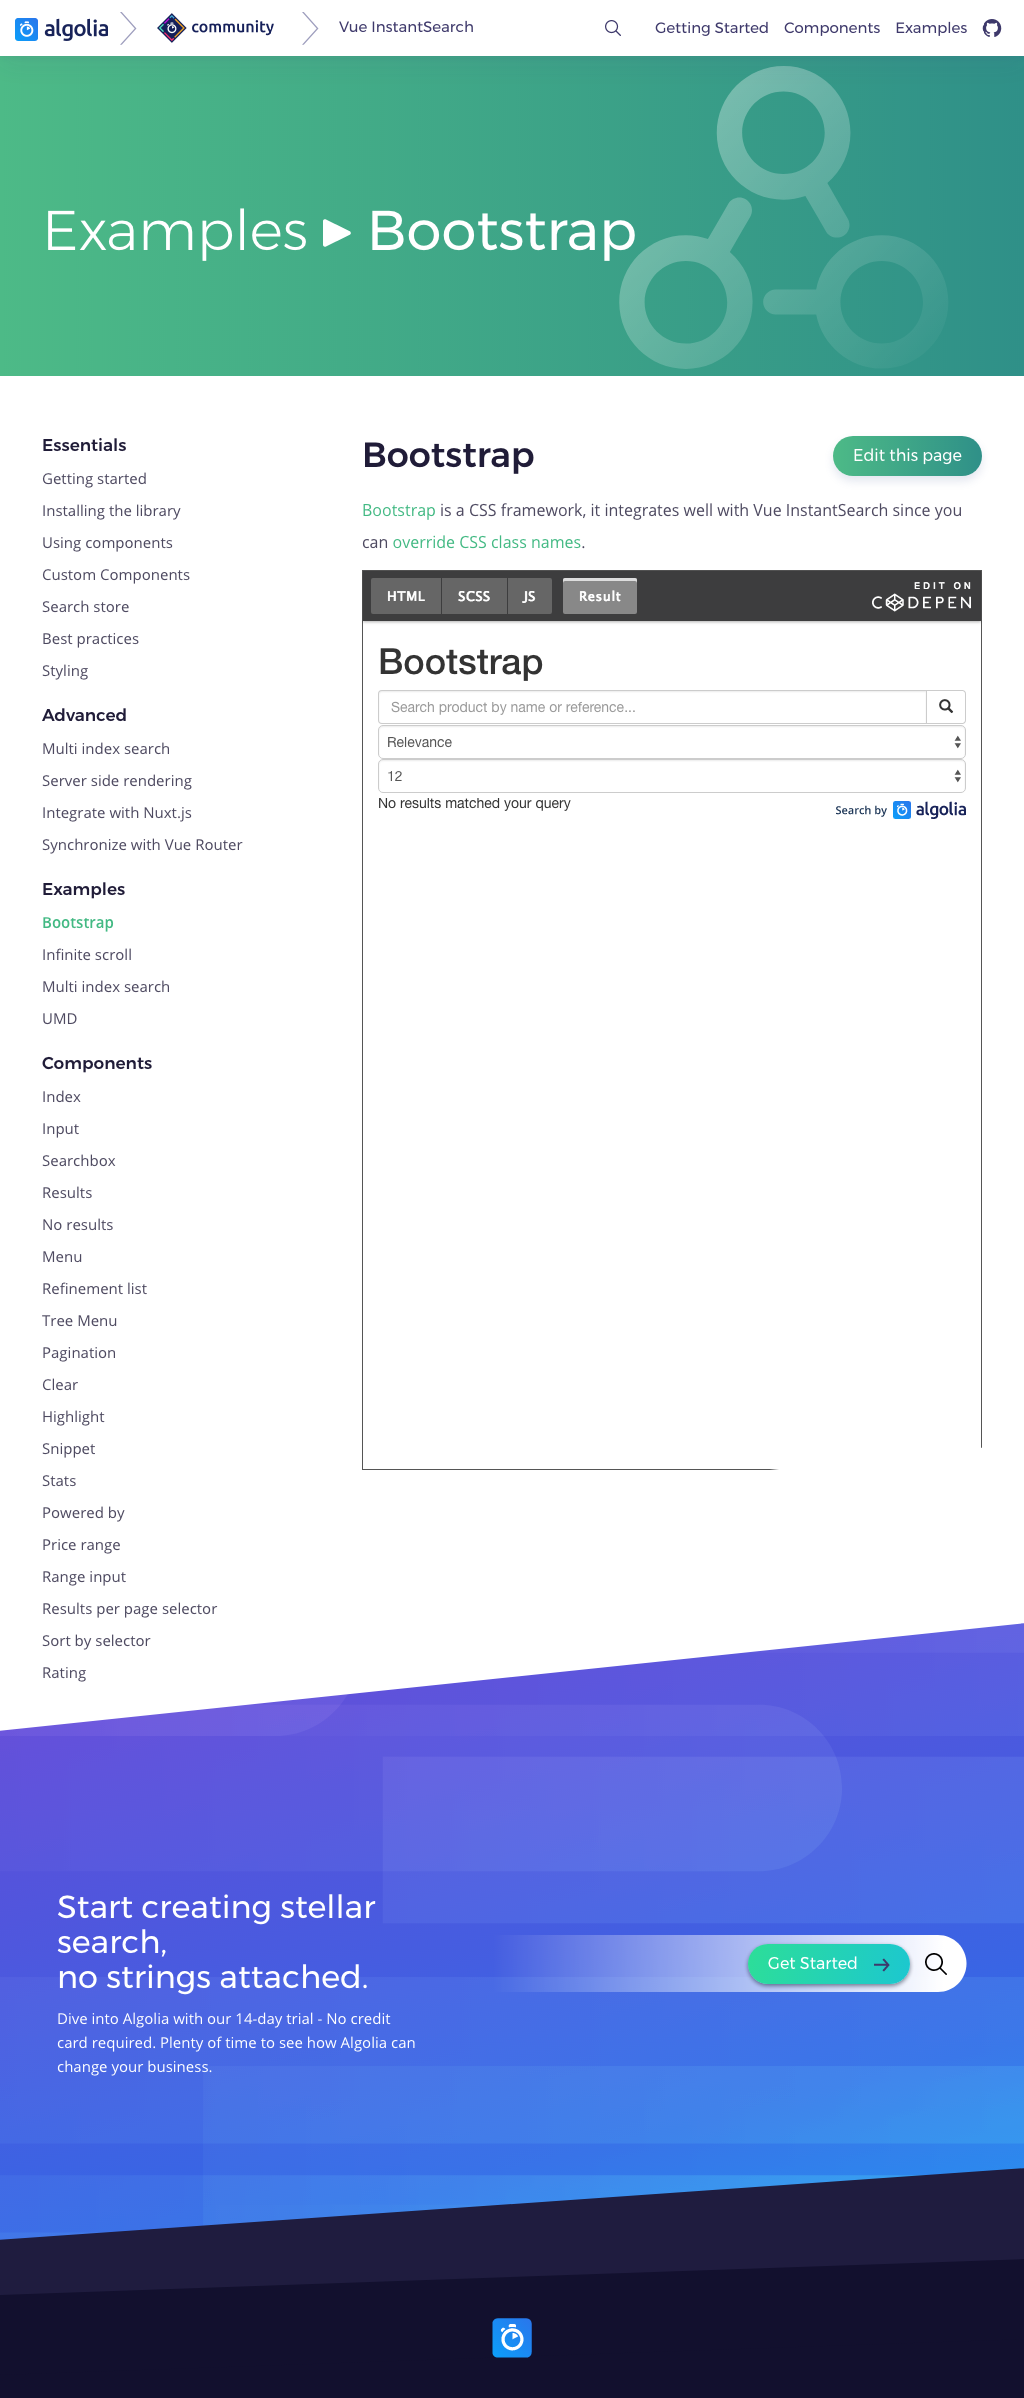 algolia
community
Vue InstantSearch
Getting Started
Components
Examples
Examples ▸ Bootstrap
Essentials
Getting started
Installing the library
Using components
Custom Components
Search store
Best practices
Styling
Advanced
Multi index search
Server side rendering
Integrate with Nuxt.js
Synchronize with Vue Router
Examples
Bootstrap
Infinite scroll
Multi index search
UMD
Components
Index
Input
Searchbox
Results
No results
Menu
Refinement list
Tree Menu
Pagination
Clear
Highlight
Snippet
Stats
Powered by
Price range
Range input
Results per page selector
Sort by selector
Rating
Bootstrap
Edit this page
Bootstrap is a CSS framework, it integrates well with Vue InstantSearch since you
can override CSS class names.
HTML
SCSS
JS
Result
EDIT ON
CODEPEN
Bootstrap
Search product by name or reference...
Relevance
12
No results matched your query
Search by algolia
Start creating stellar
search,
no strings attached.
Dive into Algolia with our 14-day trial - No credit
card required. Plenty of time to see how Algolia can
change your business.
Get Started